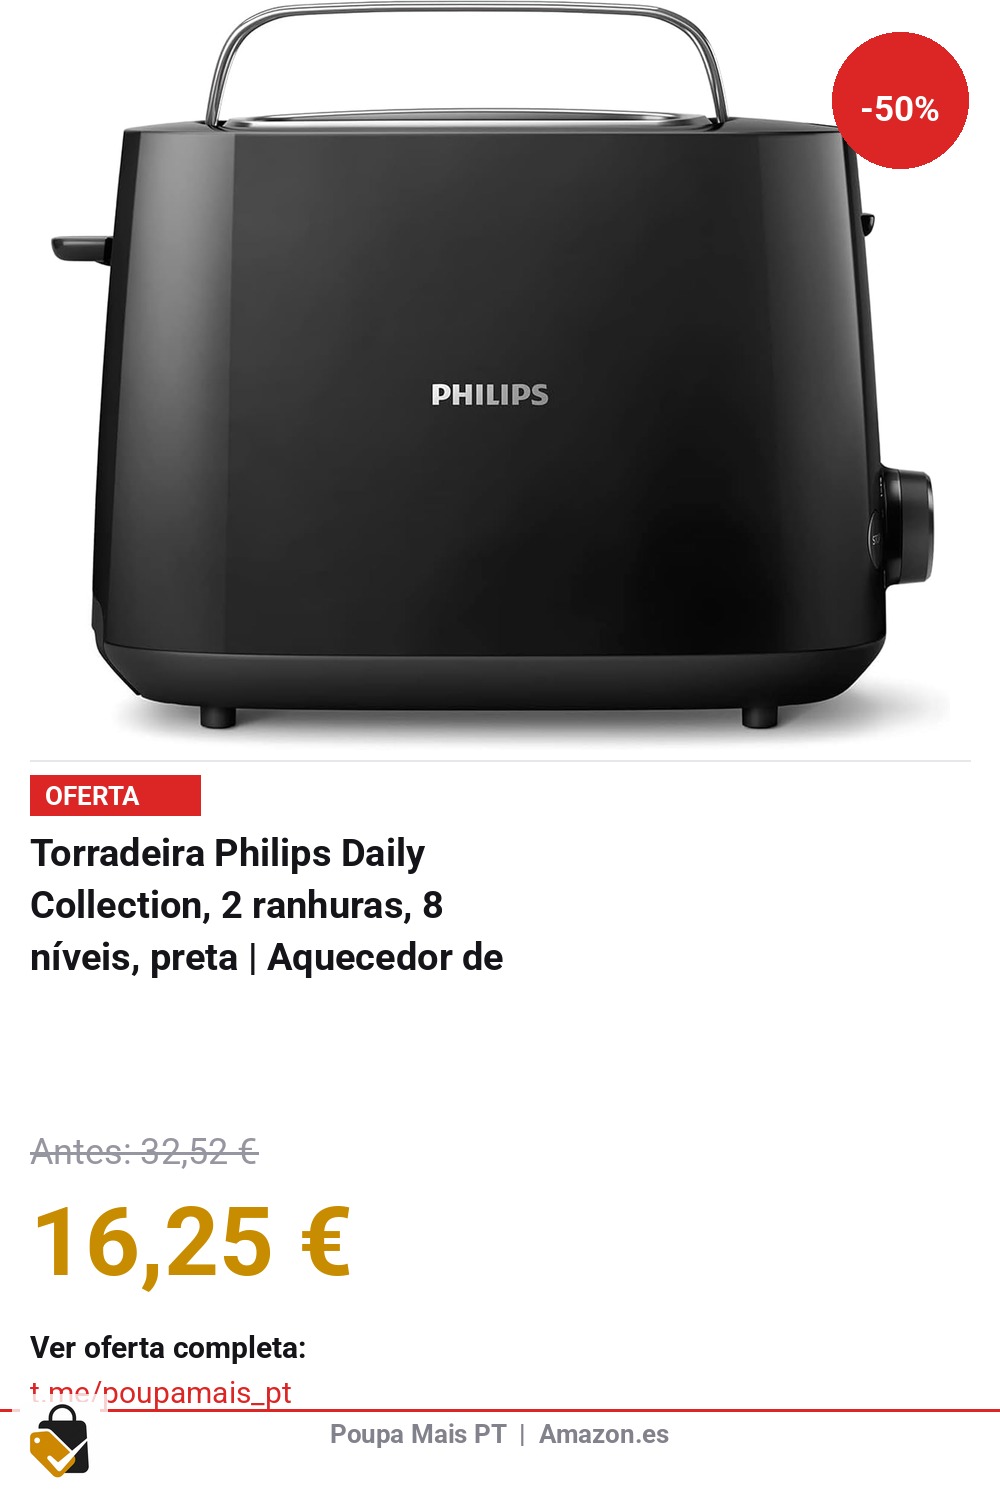 -50%
PHILIPS
OFERTA
Torradeira Philips Daily
Collection, 2 ranhuras, 8
níveis, preta | Aquecedor de
Antes: 32,52 €
16,25 €
Ver oferta completa:
t.me/poupamais_pt
Poupa Mais PT | Amazon.es